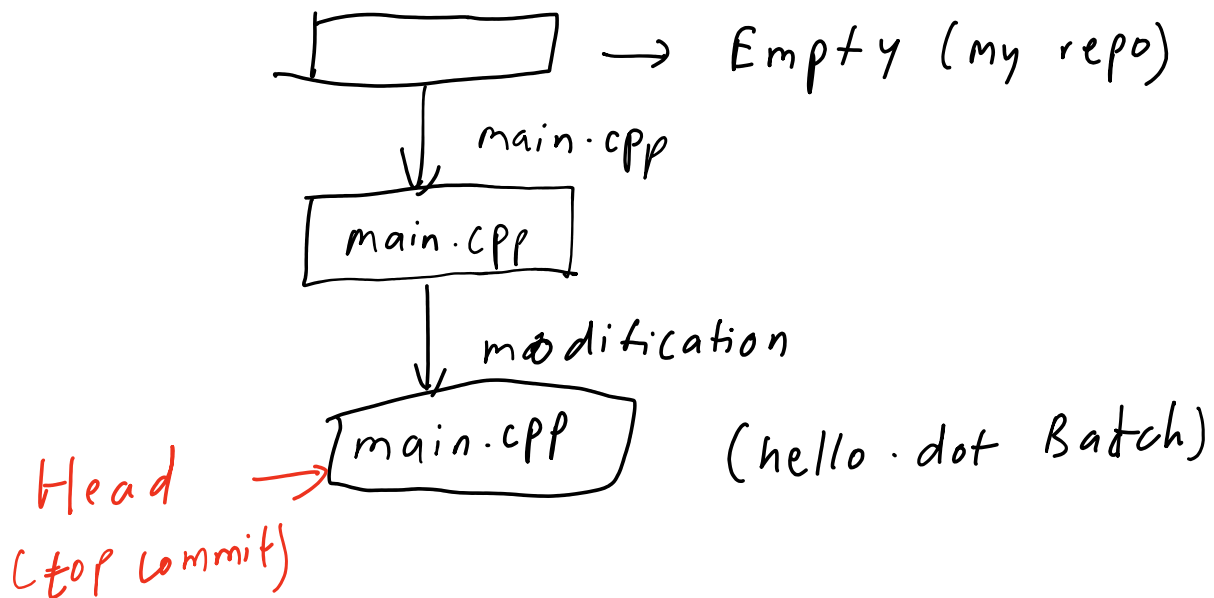 Empty (my repo)
main.cpp
main.cpp
modification
main.cpp
(hello.dot Batch)
Head
(top commit)